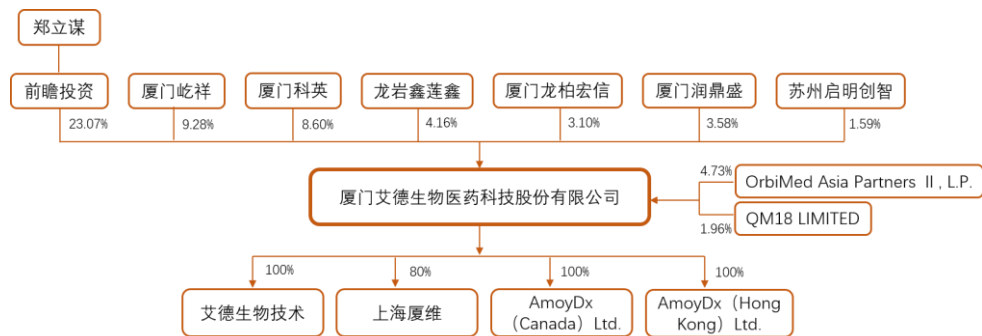 郑立谋
前瞻投资
厦门屹祥
厦门科英
龙岩鑫莲鑫
厦门龙柏宏信
厦门润鼎盛
苏州启明创智
23.07%
9.28%
8.60%
4.16%
3.10%
3.58%
1.59%
厦门艾德生物医药科技股份有限公司
4.73%
OrbiMed Asia Partners Ⅱ, L.P.
QM18 LIMITED
1.96%
100%
80%
100%
100%
艾德生物技术
上海厦维
AmoyDx
（Canada）Ltd.
AmoyDx（Hong
Kong）Ltd.